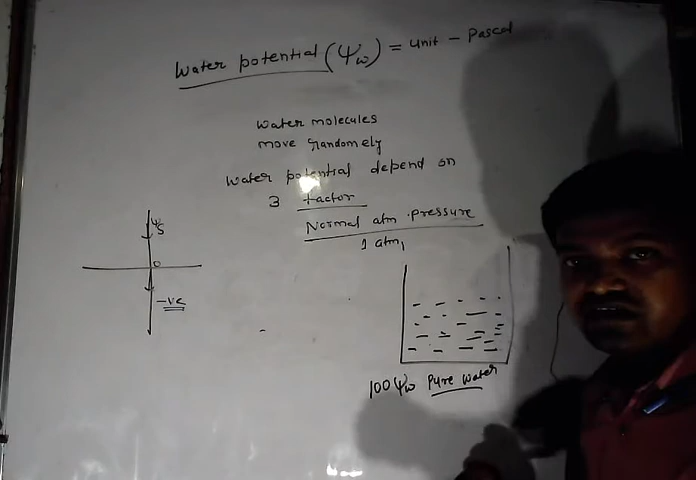 Water potential (Ψw) = unit - Pascal
Water molecules
move randomely
Water potential depend on
3 factor
Normal atm. pressure
1 atm,
Ψs
0
-ve
100 Ψw Pure water